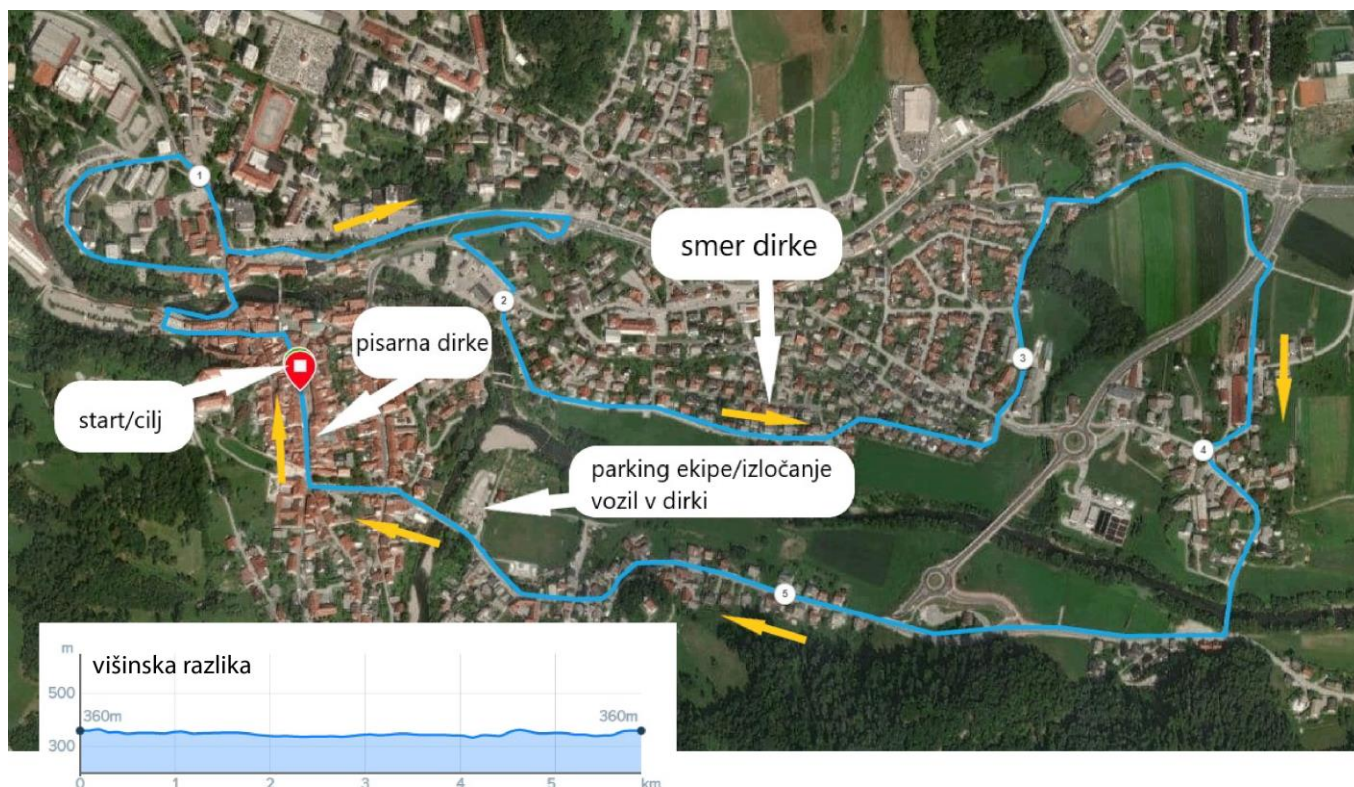 1
smer dirke
2
pisarna dirke
3
start/cilj
4
parking ekipe/izločanje
vozil v dirki
5
m
višinska razlika
500
360m
360m
300
0 1 2 3 4 5 km